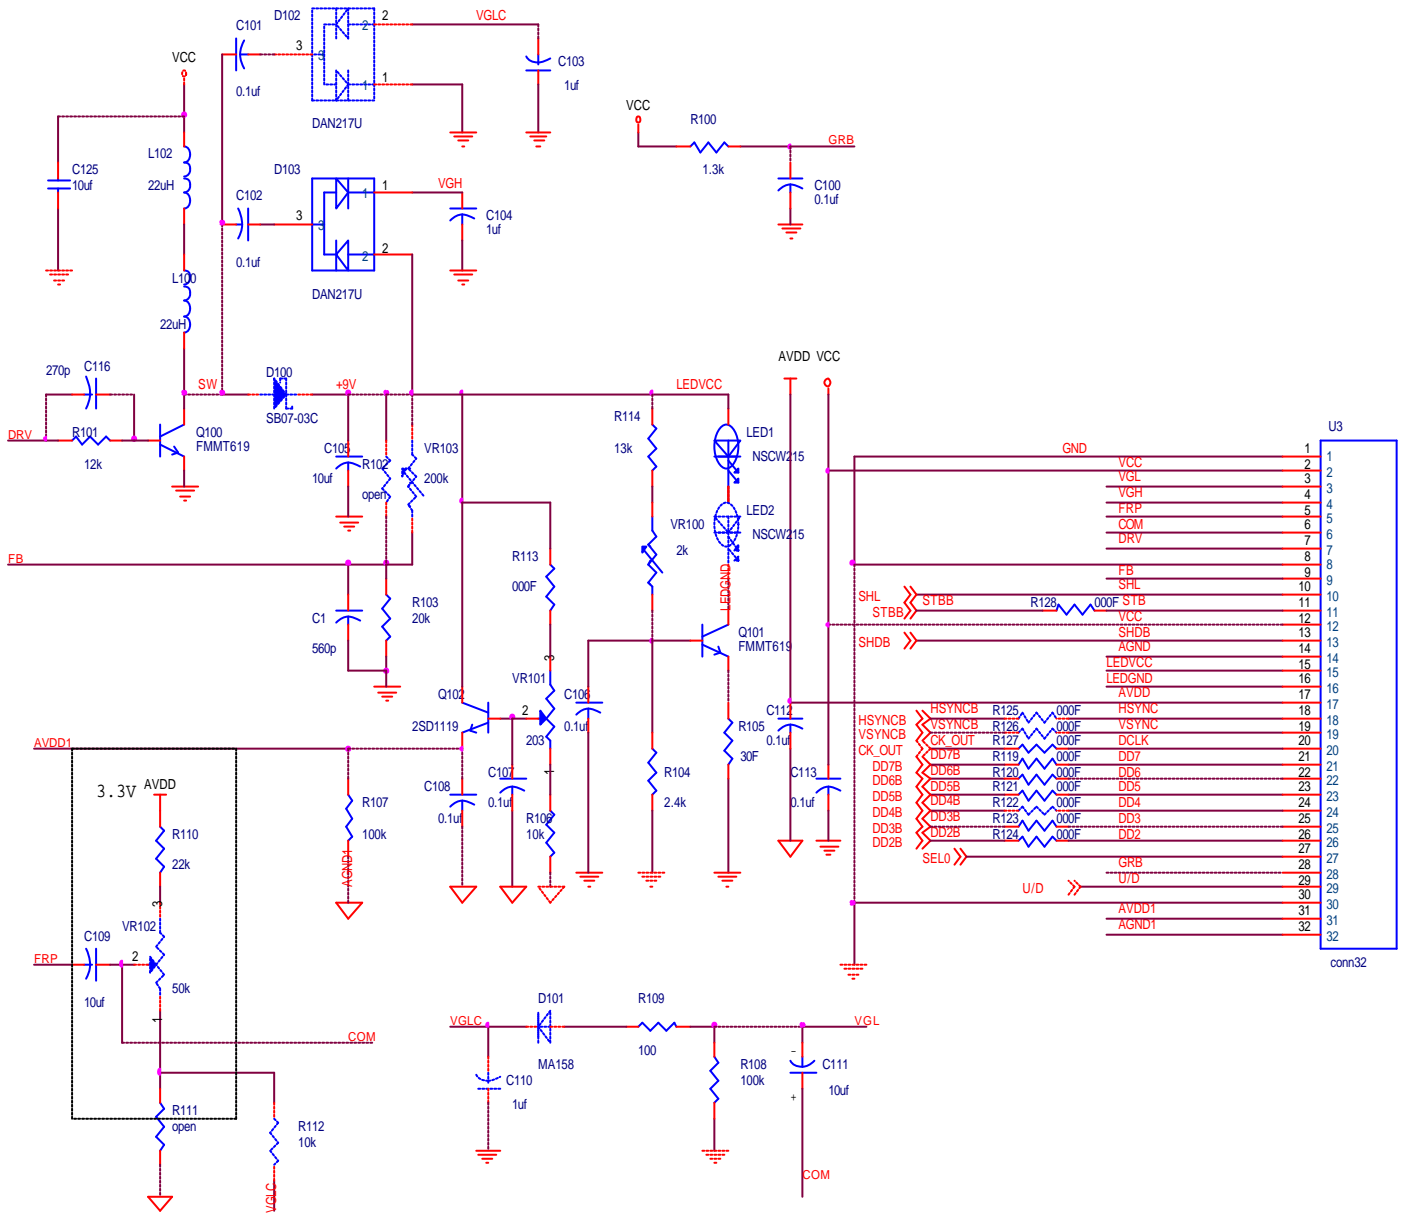 C101
0.1uf
D102
3
2
2
3
1
1
DAN217U
VGLC
C103
1uf
VCC
L102
22uH
C125
10uf
L100
22uH
C102
0.1uf
D103
3
1
1
3
2
2
DAN217U
VGH
C104
1uf
VCC
R100
1.3k
GRB
C100
0.1uf
270p
C116
DRV
R101
12k
SW
Q100
FMMT619
D100
SB07-03C
+9V
C105
10uf
R102
open
VR103
200k
LEDVCC
R114
13k
VR100
2k
LED1
NSCW215
LED2
NSCW215
LEDGND
Q101
FMMT619
FB
C1
560p
R103
20k
R113
000F
Q102
2SD1119
VR101
203
3
2
1
C106
0.1uf
C107
0.1uf
C108
0.1uf
R106
10k
R107
100k
AGND1
R104
2.4k
R105
30F
AVDD VCC
C112
0.1uf
C113
0.1uf
AVDD1
3.3V
AVDD
R110
22k
3
VR102
2
50k
1
FRP
C109
10uf
COM
R111
open
R112
10k
VGLC
VGLC
D101
MA158
R109
100
VGL
C110
1uf
R108
100k
-
C111
10uf
+
COM
U3
GND 1 1
VCC 2 2
VGL 3 3
VGH 4 4
FRP 5 5
COM 6 6
DRV 7 7
8 8
FB 9 9
SHL SHL 10 10
STBB STBB R128 000F STB 11 11
VCC 12 12
SHDB SHDB 13 13
AGND 14 14
LEDVCC 15 15
LEDGND 16 16
AVDD 17 17
HSYNCB HSYNCB R125 000F HSYNC 18 18
VSYNCB VSYNCB R126 000F VSYNC 19 19
CK_OUT CK_OUT R127 000F DCLK 20 20
DD7B DD7B R119 000F DD7 21 21
DD6B DD6B R120 000F DD6 22 22
DD5B DD5B R121 000F DD5 23 23
DD4B DD4B R122 000F DD4 24 24
DD3B DD3B R123 000F DD3 25 25
DD2B DD2B R124 000F DD2 26 26
SEL0 27 27
GRB 28 28
U/D U/D 29 29
30 30
AVDD1 31 31
AGND1 32 32
conn32